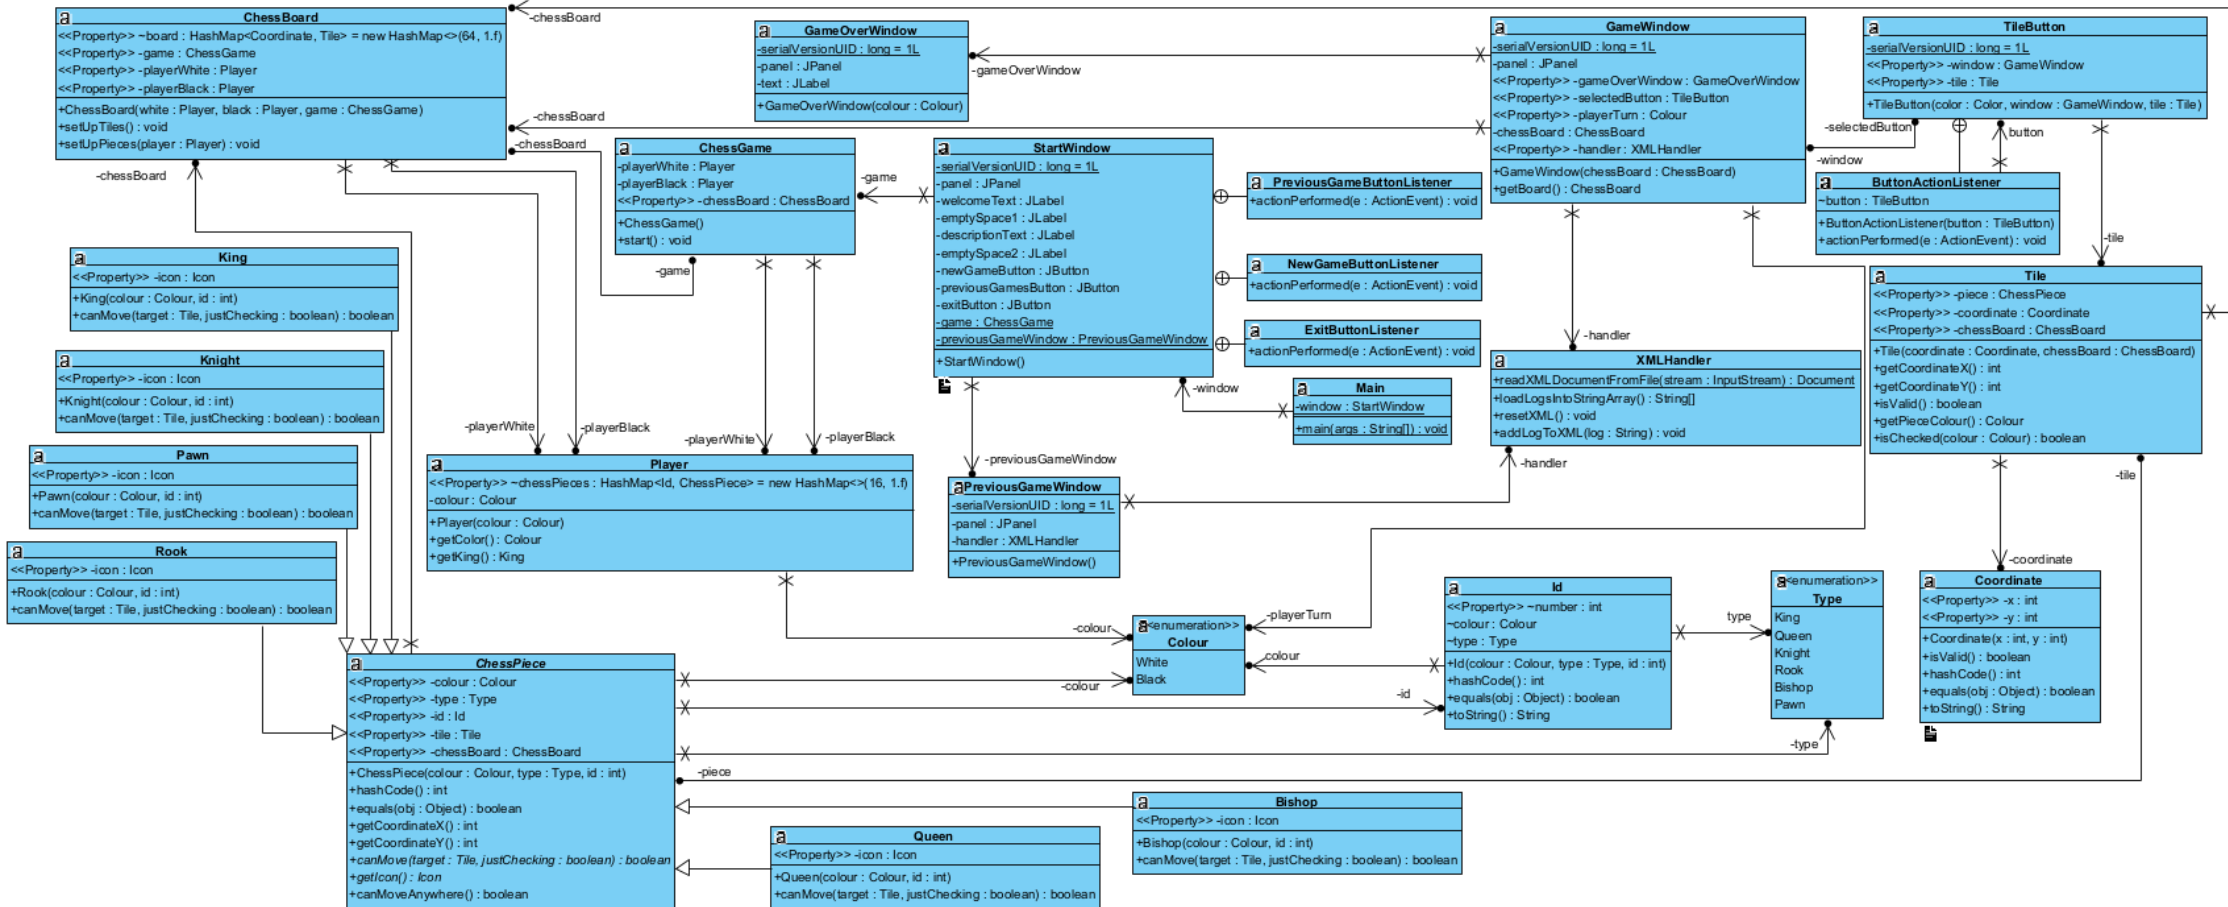 ChessBoard
<<Property>> ~board : HashMap<Coordinate, Tile> = new HashMap<>(64, 1.f)
<<Property>> -game : ChessGame
<<Property>> -playerWhite : Player
<<Property>> -playerBlack : Player
+ChessBoard(white : Player, black : Player, game : ChessGame)
+setUpTiles() : void
+setUpPieces(player : Player) : void
-chessBoard
GameOverWindow
-serialVersionUID : long = 1L
-panel : JPanel
-text : JLabel
+GameOverWindow(colour : Colour)
-gameOverWindow
GameWindow
-serialVersionUID : long = 1L
-panel : JPanel
<<Property>> -gameOverWindow : GameOverWindow
<<Property>> -selectedButton : TileButton
<<Property>> -playerTurn : Colour
-chessBoard : ChessBoard
<<Property>> -handler : XMLHandler
+GameWindow(chessBoard : ChessBoard)
+getBoard() : ChessBoard
TileButton
-serialVersionUID : long = 1L
<<Property>> -window : GameWindow
<<Property>> -tile : Tile
+TileButton(color : Color, window : GameWindow, tile : Tile)
-chessBoard
-chessBoard
-selectedButton
button
-window
-chessBoard
ChessGame
-playerWhite : Player
-playerBlack : Player
<<Property>> -chessBoard : ChessBoard
+ChessGame()
+start() : void
-game
-game
StartWindow
-serialVersionUID : long = 1L
-panel : JPanel
-welcomeText : JLabel
-emptySpace1 : JLabel
-descriptionText : JLabel
-emptySpace2 : JLabel
-newGameButton : JButton
-previousGamesButton : JButton
-exitButton : JButton
-game : ChessGame
-previousGameWindow : PreviousGameWindow
+StartWindow()
PreviousGameButtonListener
+actionPerformed(e : ActionEvent) : void
NewGameButtonListener
+actionPerformed(e : ActionEvent) : void
ExitButtonListener
+actionPerformed(e : ActionEvent) : void
ButtonActionListener
~button : TileButton
+ButtonActionListener(button : TileButton)
+actionPerformed(e : ActionEvent) : void
-tile
King
<<Property>> -icon : Icon
+King(colour : Colour, id : int)
+canMove(target : Tile, justChecking : boolean) : boolean
Tile
<<Property>> -piece : ChessPiece
<<Property>> -coordinate : Coordinate
<<Property>> -chessBoard : ChessBoard
+Tile(coordinate : Coordinate, chessBoard : ChessBoard)
+getCoordinateX() : int
+getCoordinateY() : int
+isValid() : boolean
+getPieceColour() : Colour
+isChecked(colour : Colour) : boolean
-handler
Knight
<<Property>> -icon : Icon
+Knight(colour : Colour, id : int)
+canMove(target : Tile, justChecking : boolean) : boolean
XMLHandler
+readXMLDocumentFromFile(stream : InputStream) : Document
+loadLogsIntoStringArray() : String[]
+resetXML() : void
+addLogToXML(log : String) : void
-window
Main
-window : StartWindow
+main(args : String[]) : void
-playerWhite
-playerBlack
-playerWhite
-playerBlack
Pawn
<<Property>> -icon : Icon
+Pawn(colour : Colour, id : int)
+canMove(target : Tile, justChecking : boolean) : boolean
-previousGameWindow
-handler
-tile
Player
<<Property>> ~chessPieces : HashMap<Id, ChessPiece> = new HashMap<>(16, 1.f)
-colour : Colour
+Player(colour : Colour)
+getColor() : Colour
+getKing() : King
PreviousGameWindow
-serialVersionUID : long = 1L
-panel : JPanel
-handler : XMLHandler
+PreviousGameWindow()
Rook
<<Property>> -icon : Icon
+Rook(colour : Colour, id : int)
+canMove(target : Tile, justChecking : boolean) : boolean
-coordinate
-colour
-playerTurn
<enumeration>>
Colour
White
Black
colour
-colour
Id
<<Property>> ~number : int
~colour : Colour
~type : Type
+Id(colour : Colour, type : Type, id : int)
+hashCode() : int
+equals(obj : Object) : boolean
+toString() : String
type
-id
<enumeration>>
Type
King
Queen
Knight
Rook
Bishop
Pawn
-type
Coordinate
<<Property>> -x : int
<<Property>> -y : int
+Coordinate(x : int, y : int)
+isValid() : boolean
+hashCode() : int
+equals(obj : Object) : boolean
+toString() : String
ChessPiece
<<Property>> -colour : Colour
<<Property>> -type : Type
<<Property>> -id : Id
<<Property>> -tile : Tile
<<Property>> -chessBoard : ChessBoard
+ChessPiece(colour : Colour, type : Type, id : int)
+hashCode() : int
+equals(obj : Object) : boolean
+getCoordinateX() : int
+getCoordinateY() : int
+canMove(target : Tile, justChecking : boolean) : boolean
+getIcon() : Icon
+canMoveAnywhere() : boolean
-piece
Queen
<<Property>> -icon : Icon
+Queen(colour : Colour, id : int)
+canMove(target : Tile, justChecking : boolean) : boolean
Bishop
<<Property>> -icon : Icon
+Bishop(colour : Colour, id : int)
+canMove(target : Tile, justChecking : boolean) : boolean